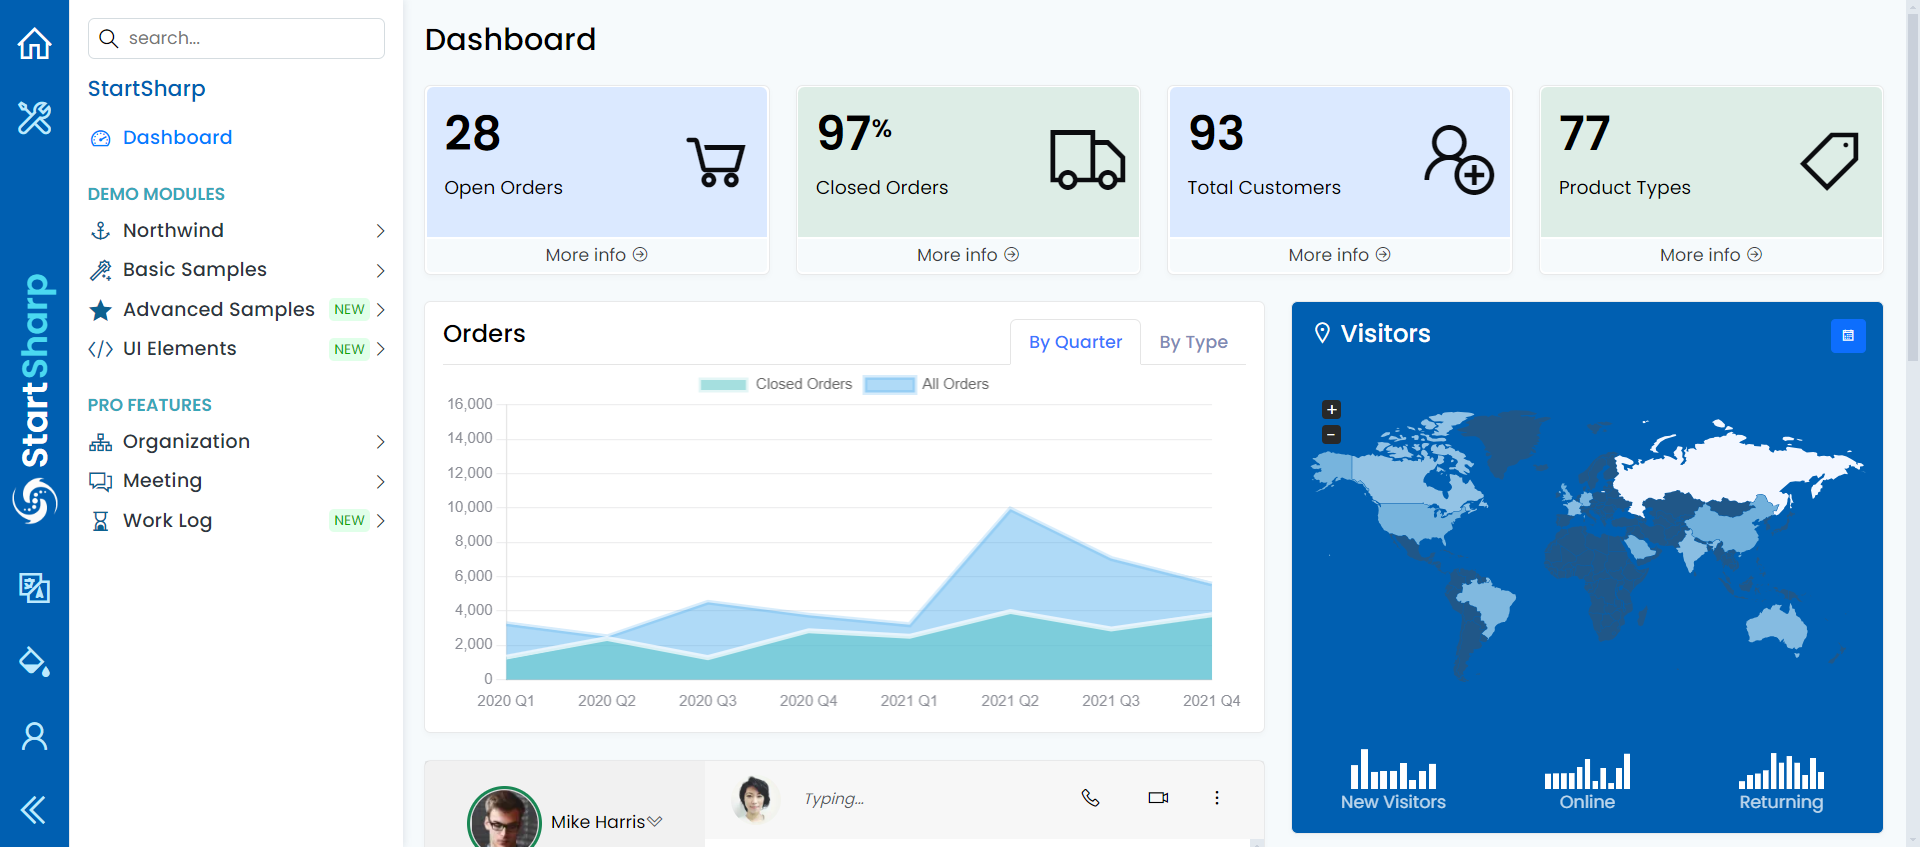 StartSharp
search...
StartSharp
Dashboard
DEMO MODULES
Northwind
Basic Samples
Advanced Samples NEW
UI Elements NEW
PRO FEATURES
Organization
Meeting
Work Log NEW
Dashboard
28
Open Orders
More info
97%
Closed Orders
More info
93
Total Customers
More info
77
Product Types
More info
Orders
By Quarter By Type
Closed Orders All Orders
16,000
14,000
12,000
10,000
8,000
6,000
4,000
2,000
0
2020 Q1 2020 Q2 2020 Q3 2020 Q4 2021 Q1 2021 Q2 2021 Q3 2021 Q4
Visitors
+
−
New Visitors Online Returning
Mike Harris
Typing...